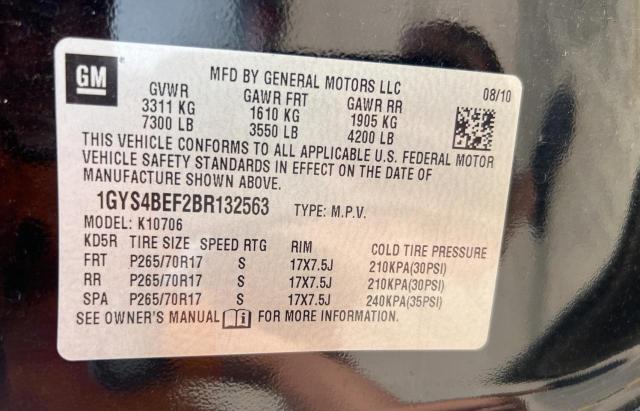 GM
MFD BY GENERAL MOTORS LLC
GVWR GAWR FRT GAWR RR 08/10
3311 KG 1610 KG 1905 KG
7300 LB 3550 LB 4200 LB
THIS VEHICLE CONFORMS TO ALL APPLICABLE U.S. FEDERAL MOTOR
VEHICLE SAFETY STANDARDS IN EFFECT ON THE DATE OF
MANUFACTURE SHOWN ABOVE.
1GYS4BEF2BR132563 TYPE: M.P.V.
MODEL: K10706
KD5R TIRE SIZE SPEED RTG RIM COLD TIRE PRESSURE
FRT P265/70R17 S 17X7.5J 210KPA(30PSI)
RR P265/70R17 S 17X7.5J 210KPA(30PSI)
SPA P265/70R17 S 17X7.5J 240KPA(35PSI)
SEE OWNER'S MANUAL FOR MORE INFORMATION.